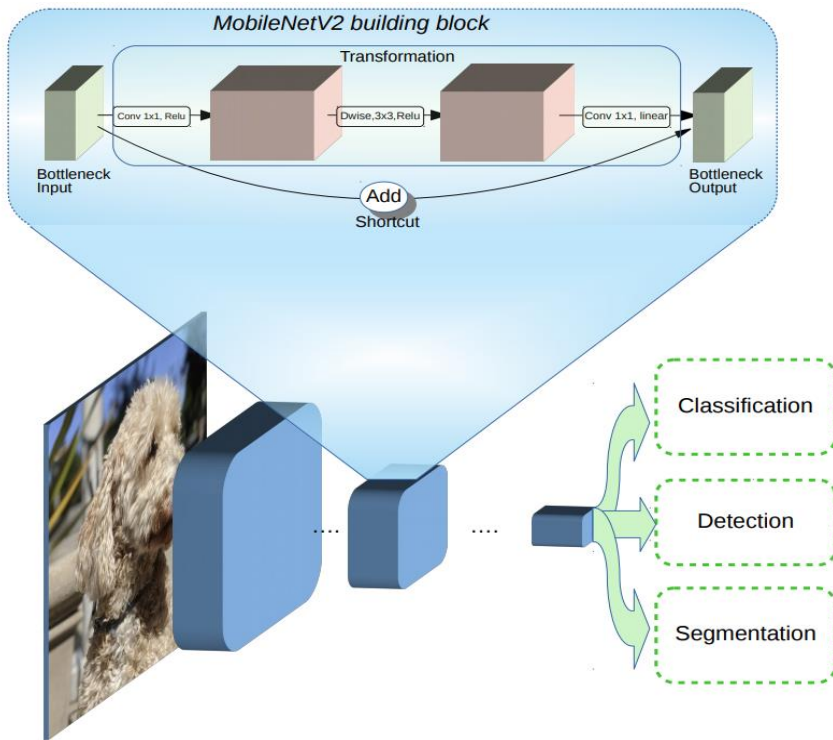 MobileNetV2 building block
Transformation
Conv 1x1, Relu
Dwise,3x3,Relu
Conv 1x1, linear
Bottleneck
Input
Bottleneck
Output
Add
Shortcut
Classification
....
....
Detection
Segmentation